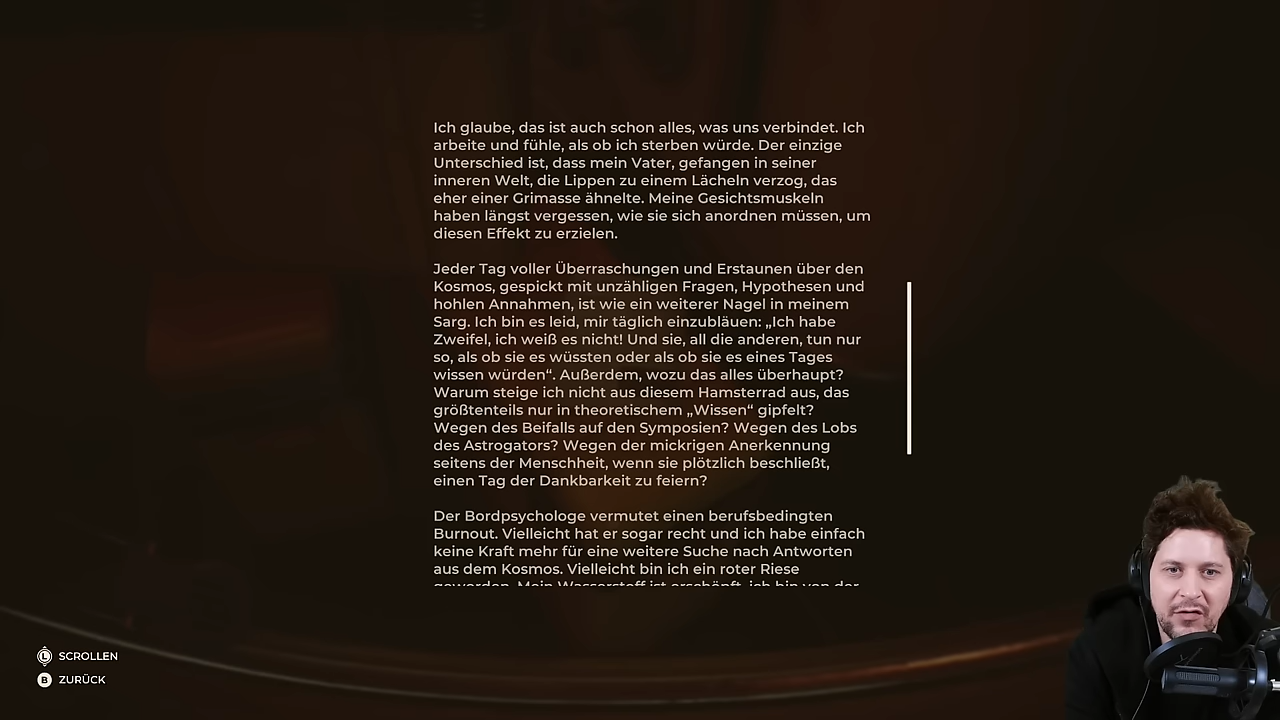 Ich glaube, das ist auch schon alles, was uns verbindet. Ich
arbeite und fühle, als ob ich sterben würde. Der einzige
Unterschied ist, dass mein Vater, gefangen in seiner
inneren Welt, die Lippen zu einem Lächeln verzog, das
eher einer Grimasse ähnelte. Meine Gesichtsmuskeln
haben längst vergessen, wie sie sich anordnen müssen, um
diesen Effekt zu erzielen.
Jeder Tag voller Überraschungen und Erstaunen über den
Kosmos, gespickt mit unzähligen Fragen, Hypothesen und
hohlen Annahmen, ist wie ein weiterer Nagel in meinem
Sarg. Ich bin es leid, mir täglich einzubläuen: „Ich habe
Zweifel, ich weiß es nicht! Und sie, all die anderen, tun nur
so, als ob sie es wüssten oder als ob sie es eines Tages
wissen würden“. Außerdem, wozu das alles überhaupt?
Warum steige ich nicht aus diesem Hamsterrad aus, das
größtenteils nur in theoretischem „Wissen“ gipfelt?
Wegen des Beifalls auf den Symposien? Wegen des Lobs
des Astrogators? Wegen der mickrigen Anerkennung
seitens der Menschheit, wenn sie plötzlich beschließt,
einen Tag der Dankbarkeit zu feiern?
Der Bordpsychologe vermutet einen berufsbedingten
Burnout. Vielleicht hat er sogar recht und ich habe einfach
keine Kraft mehr für eine weitere Suche nach Antworten
aus dem Kosmos. Vielleicht bin ich ein roter Riese
geworden. Mein Wasserstoff ist erschöpft, ich bin von der
L SCROLLEN
B ZURÜCK